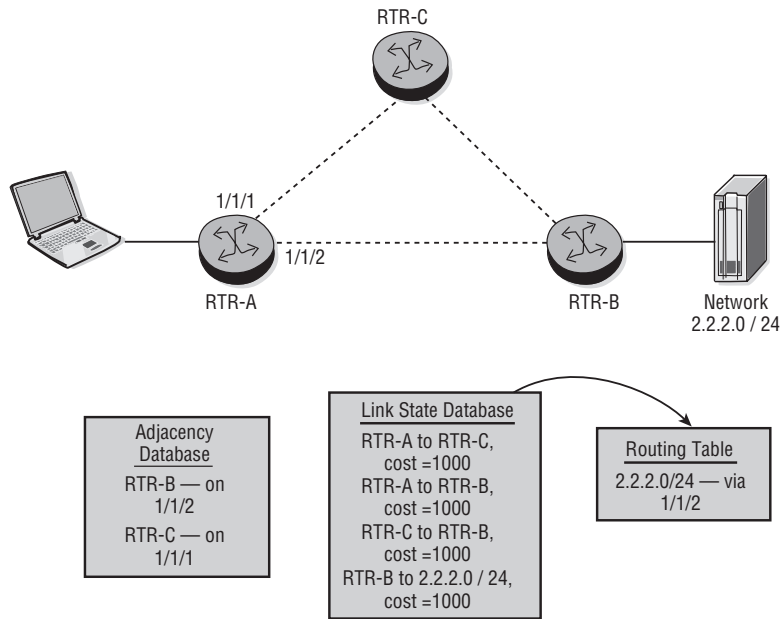 RTR-C
1/1/1
1/1/2
RTR-A
RTR-B
Network
2.2.2.0 / 24
Adjacency
Database
RTR-B — on
1/1/2
RTR-C — on
1/1/1
Link State Database
RTR-A to RTR-C,
cost =1000
RTR-A to RTR-B,
cost =1000
RTR-C to RTR-B,
cost =1000
RTR-B to 2.2.2.0 / 24,
cost =1000
Routing Table
2.2.2.0/24 — via
1/1/2